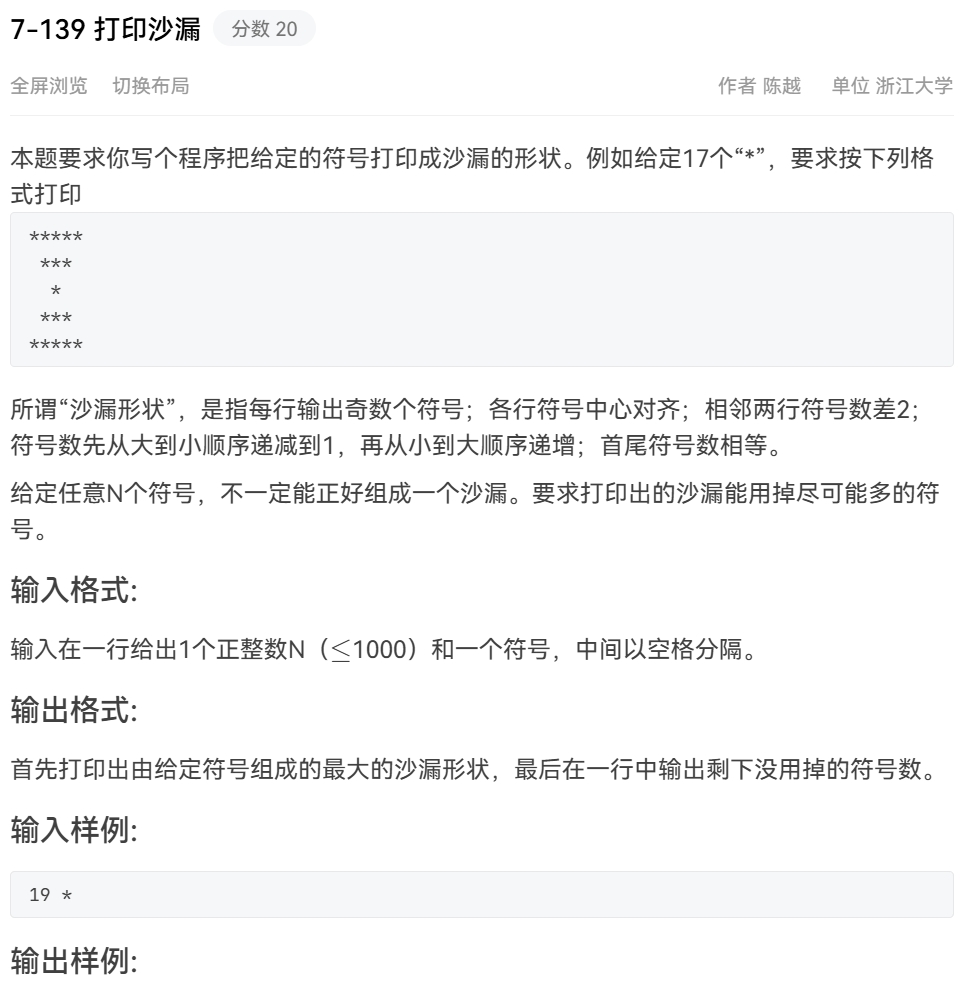 7-139 打印沙漏 分数 20
全屏浏览 切换布局 作者 陈越 单位 浙江大学
本题要求你写个程序把给定的符号打印成沙漏的形状。例如给定17个“*”，要求按下列格
式打印
*****
 ***
  *
 ***
*****
所谓“沙漏形状”，是指每行输出奇数个符号；各行符号中心对齐；相邻两行符号数差2；
符号数先从大到小顺序递减到1，再从小到大顺序递增；首尾符号数相等。
给定任意N个符号，不一定能正好组成一个沙漏。要求打印出的沙漏能用掉尽可能多的符
号。
输入格式:
输入在一行给出1个正整数N（≤1000）和一个符号，中间以空格分隔。
输出格式:
首先打印出由给定符号组成的最大的沙漏形状，最后在一行中输出剩下没用掉的符号数。
输入样例:
19 *
输出样例: